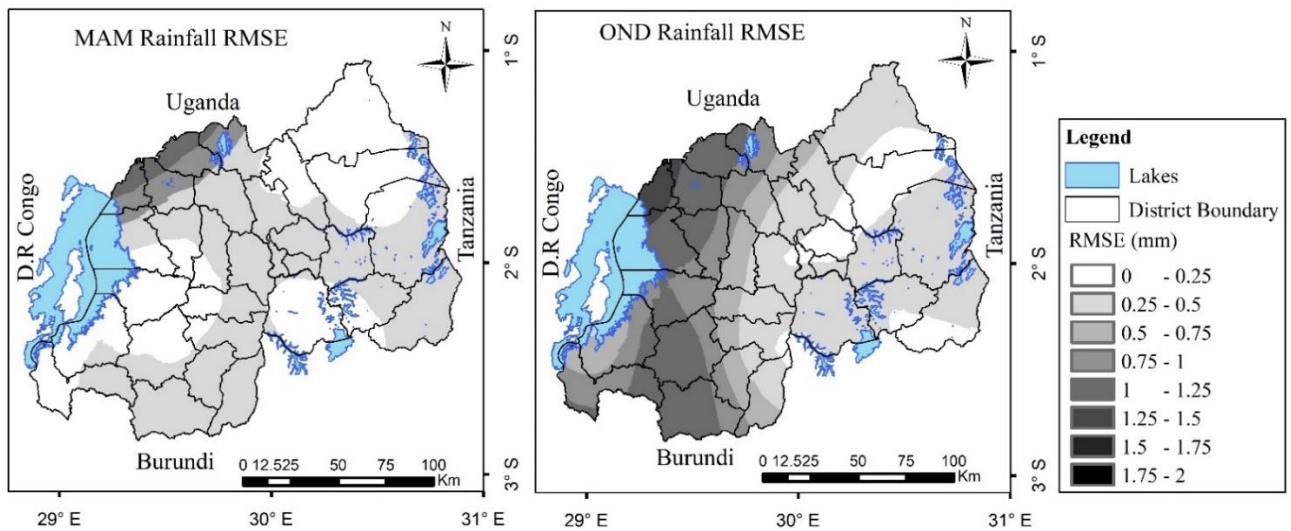 MAM Rainfall RMSE
N
Uganda
D.R Congo
Tanzania
Burundi
0 12.525 50 75 100
Km
29° E
30° E
31° E
OND Rainfall RMSE
N
Uganda
D.R Congo
Tanzania
Burundi
0 12.525 50 75 100
Km
29° E
30° E
31° E
1° S
2° S
3° S
Legend
Lakes
District Boundary
RMSE (mm)
0 - 0.25
0.25 - 0.5
0.5 - 0.75
0.75 - 1
1 - 1.25
1.25 - 1.5
1.5 - 1.75
1.75 - 2